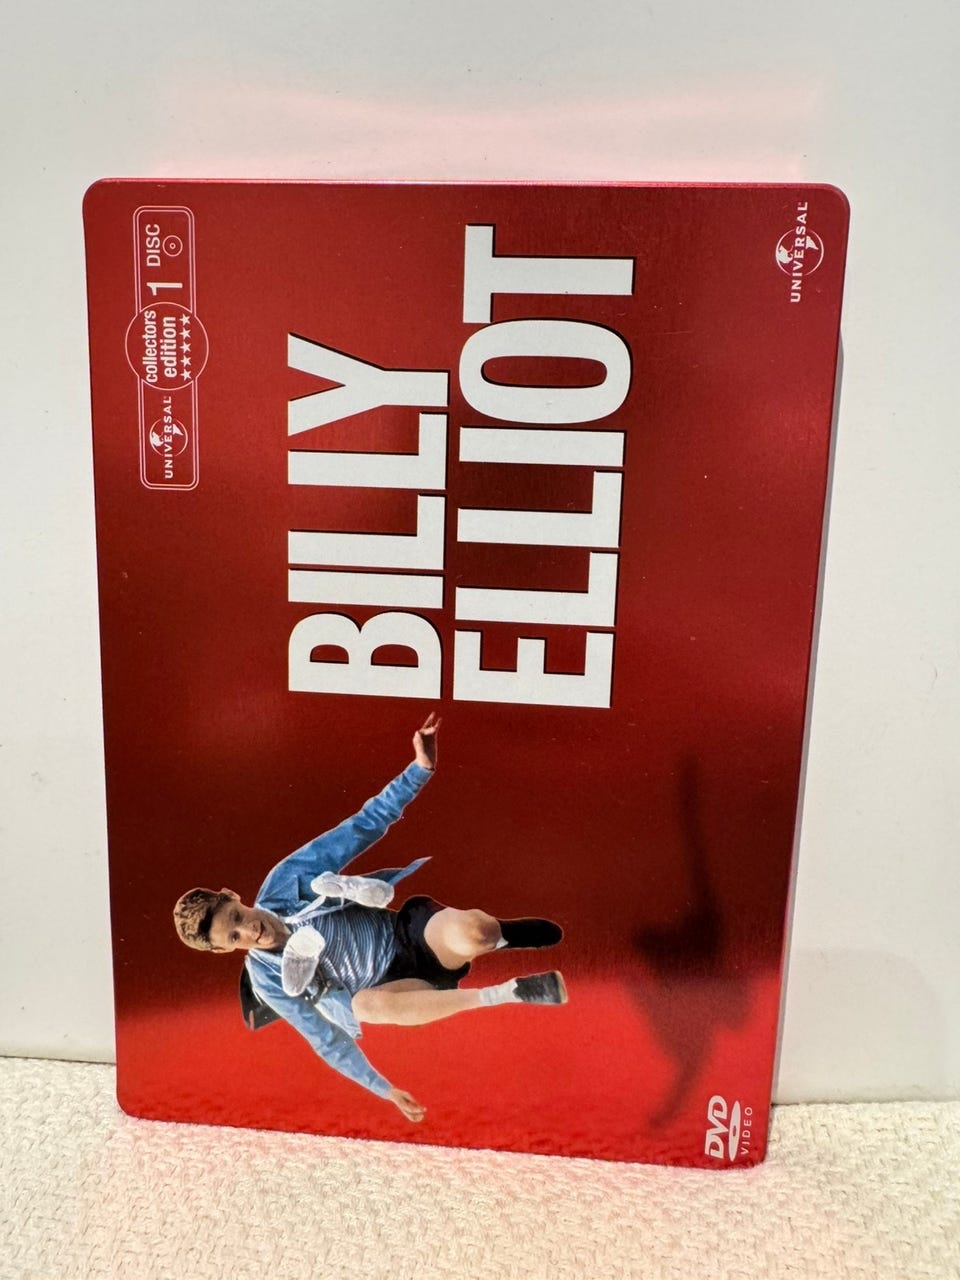 BILLY
ELLIOT
UNIVERSAL
collectors
edition
★★★★★
1 DISC
UNIVERSAL
DVD
VIDEO